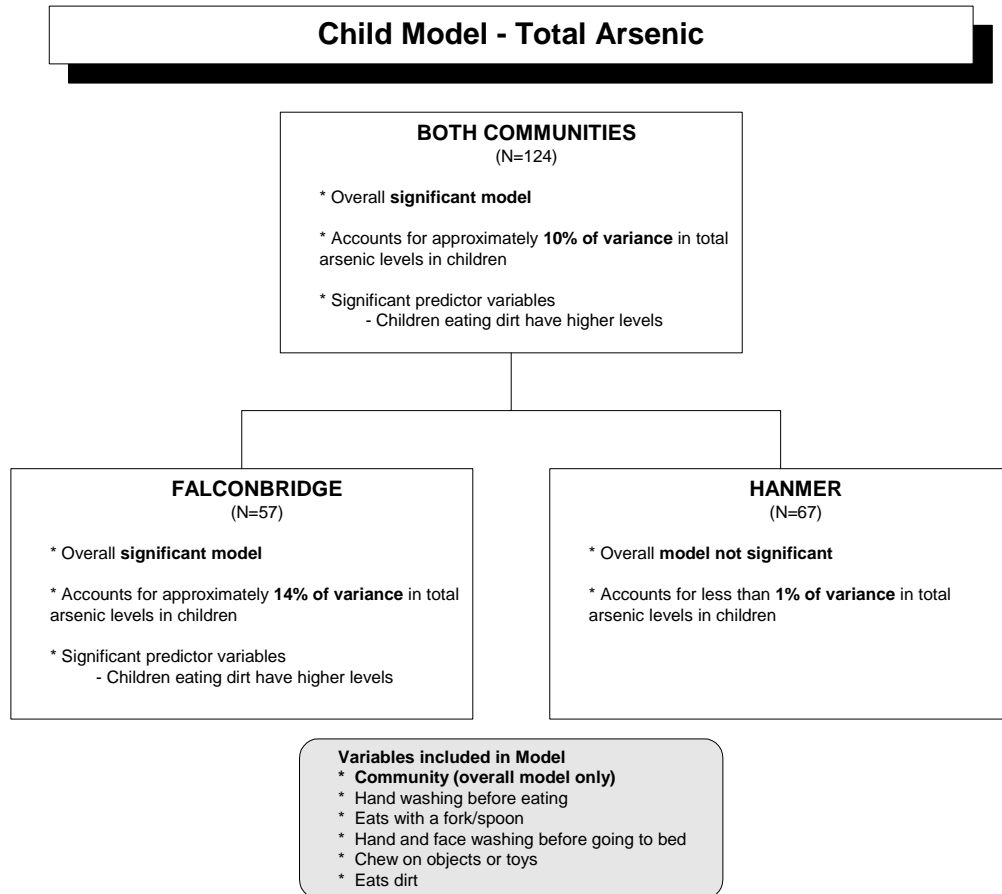 Child Model - Total Arsenic
BOTH COMMUNITIES
(N=124)
* Overall significant model
* Accounts for approximately 10% of variance in total
arsenic levels in children
* Significant predictor variables
- Children eating dirt have higher levels
FALCONBRIDGE
(N=57)
* Overall significant model
* Accounts for approximately 14% of variance in total
arsenic levels in children
* Significant predictor variables
- Children eating dirt have higher levels
HANMER
(N=67)
* Overall model not significant
* Accounts for less than 1% of variance in total
arsenic levels in children
Variables included in Model
* Community (overall model only)
* Hand washing before eating
* Eats with a fork/spoon
* Hand and face washing before going to bed
* Chew on objects or toys
* Eats dirt